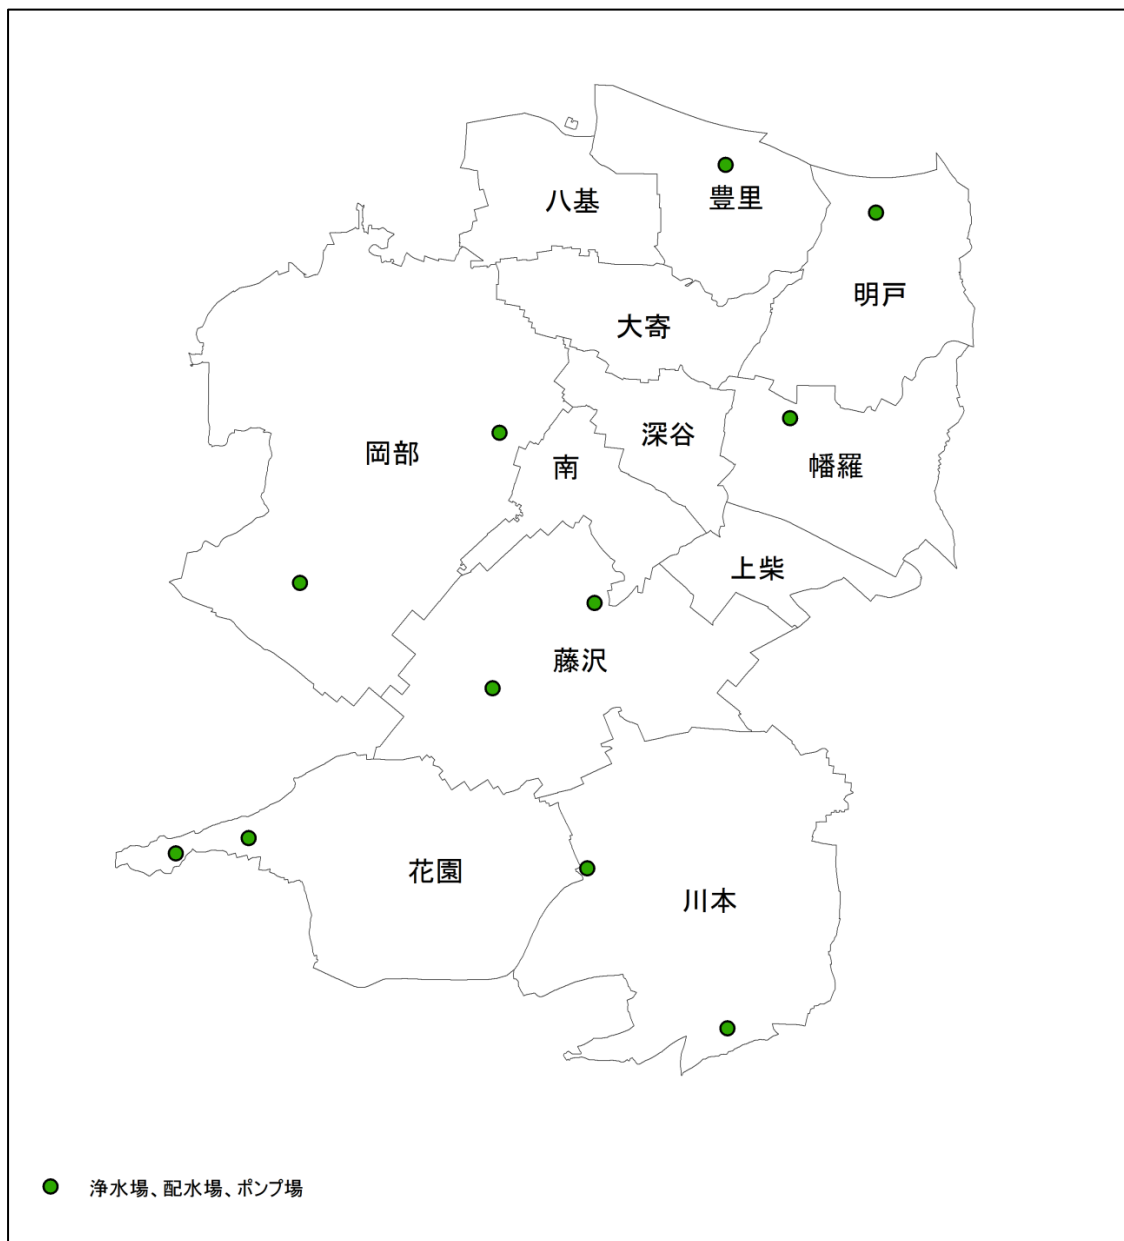 八基
豊里
明戸
大寄
深谷
岡部
南
幡羅
上柴
藤沢
花園
川本
浄水場、配水場、ポンプ場